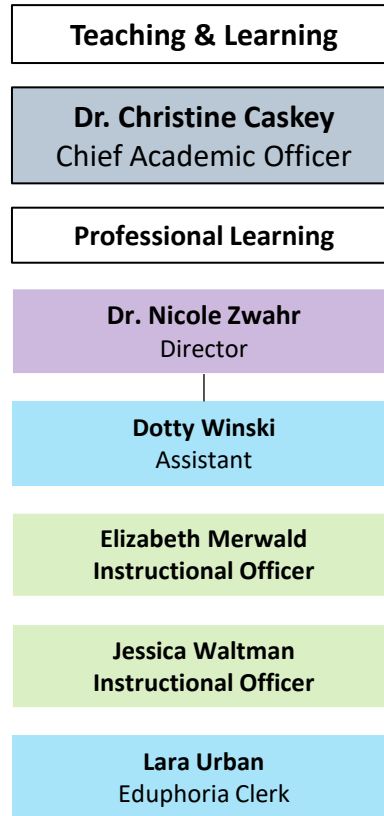 Teaching & Learning
Dr. Christine Caskey
Chief Academic Officer
Professional Learning
Dr. Nicole Zwahr
Director
Dotty Winski
Assistant
Elizabeth Merwald
Instructional Officer
Jessica Waltman
Instructional Officer
Lara Urban
Eduphoria Clerk